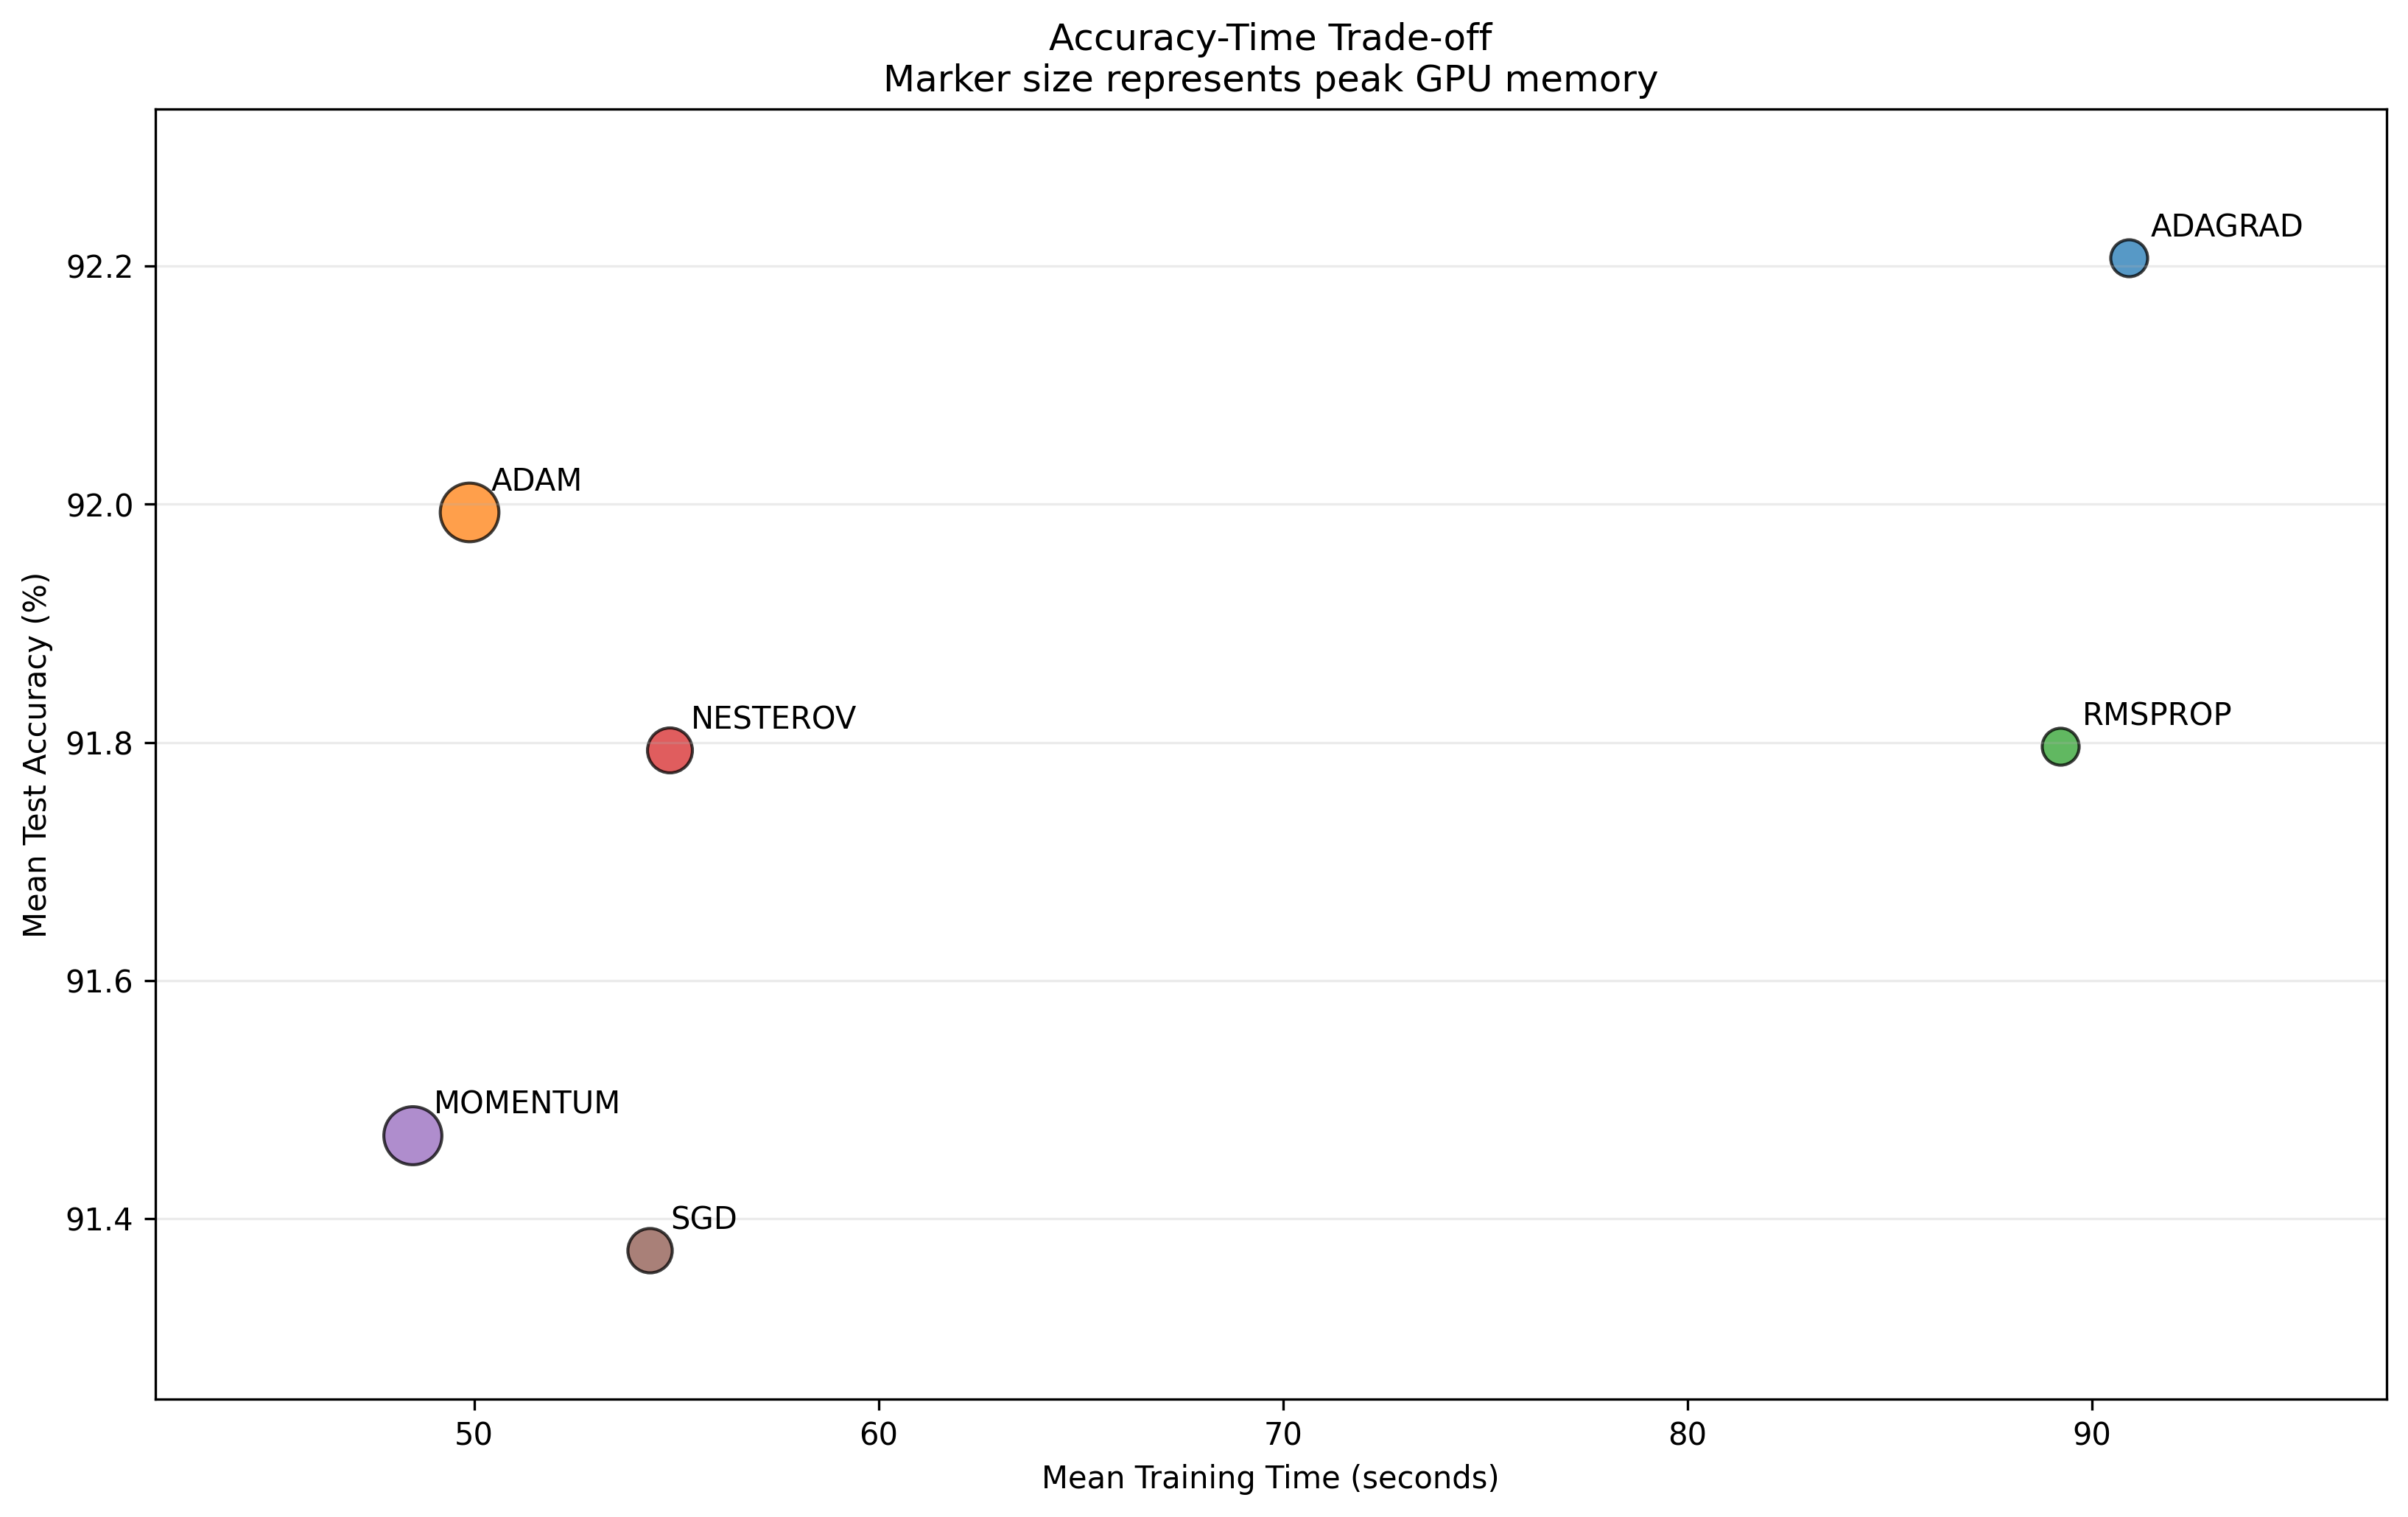 Accuracy-Time Trade-off
Marker size represents peak GPU memory
ADAGRAD
92.2
ADAM
92.0
NESTEROV
RMSPROP
91.8
91.6
MOMENTUM
SGD
91.4
Mean Test Accuracy (%)
50 60 70 80 90
Mean Training Time (seconds)